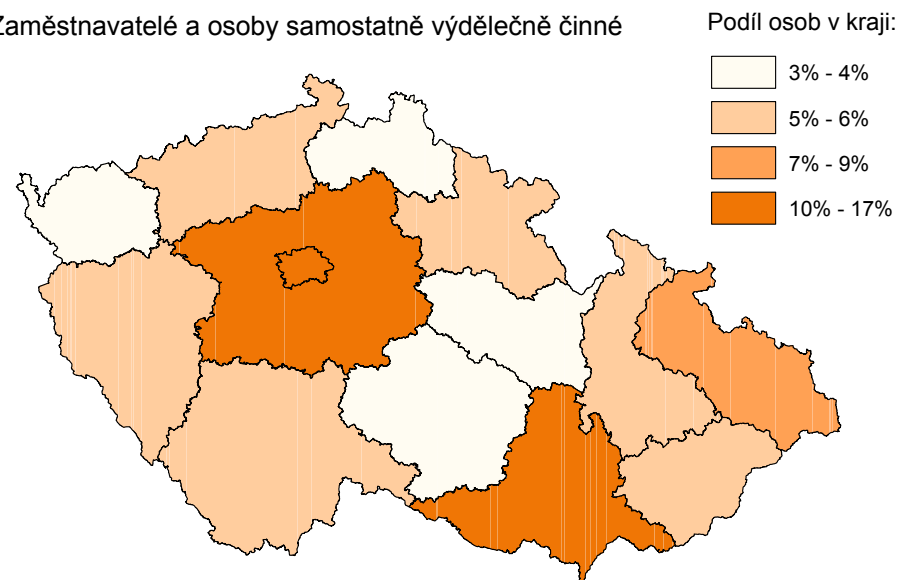 Zaměstnavatelé a osoby samostatně výdělečně činné
Podíl osob v kraji:
3% - 4%
5% - 6%
7% - 9%
10% - 17%